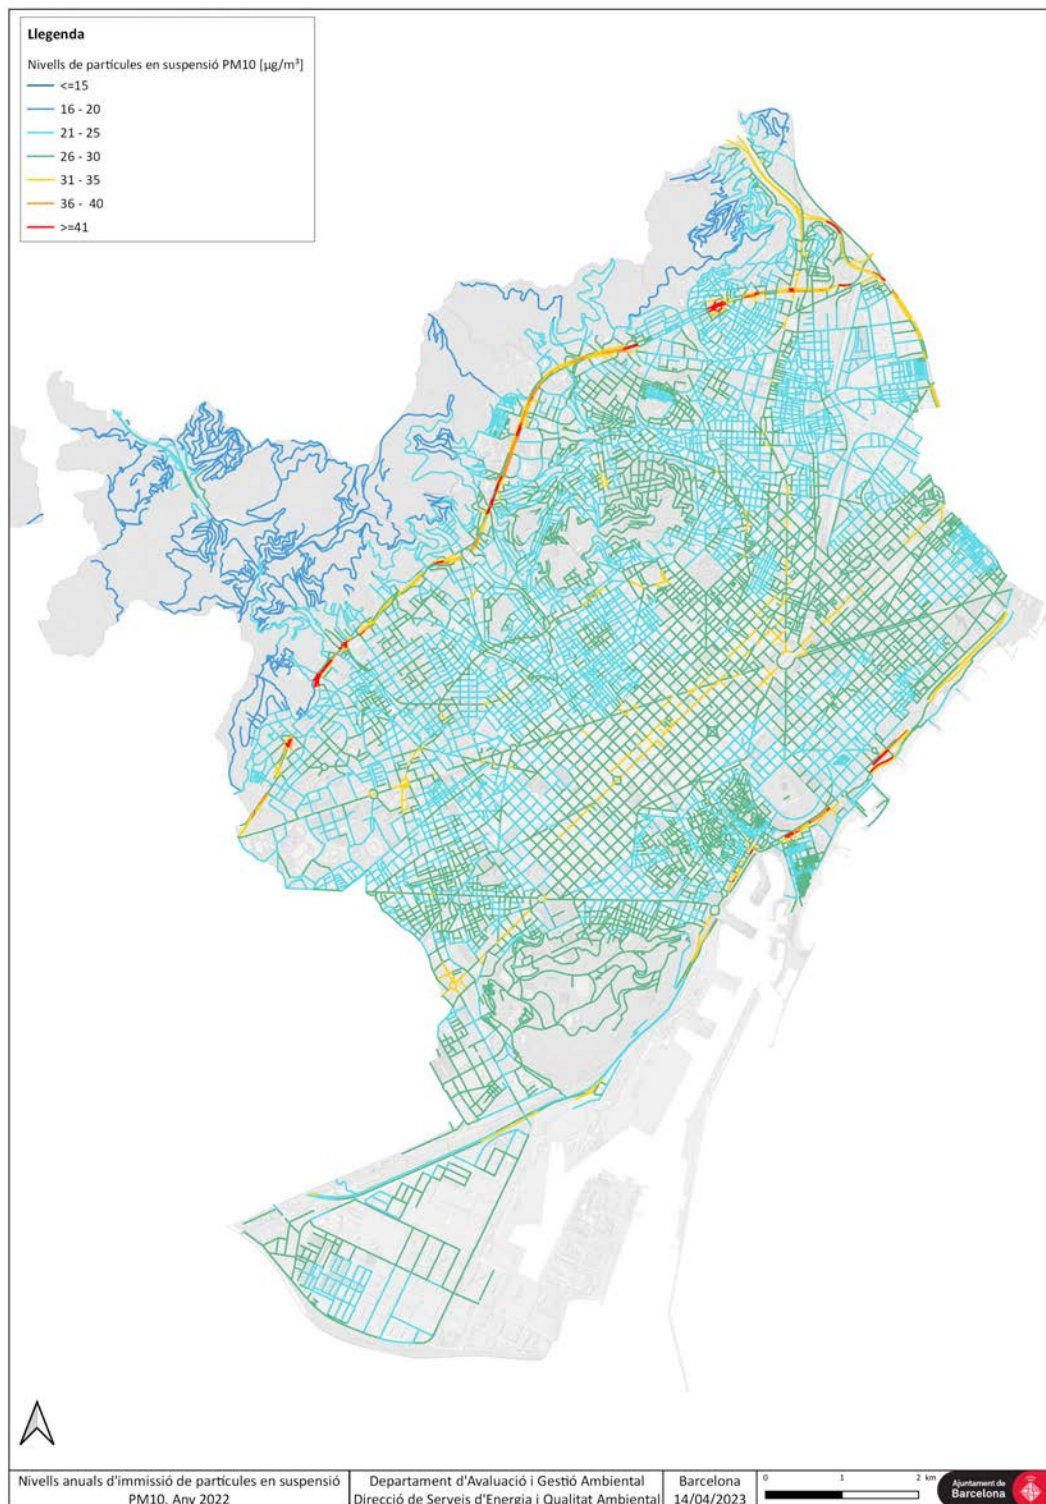 Llegenda
Nivells de partícules en suspensió PM10 [µg/m³]
<=15
16 - 20
21 - 25
26 - 30
31 - 35
36 - 40
>=41
Nivells anuals d'immissió de partícules en suspensió
PM10. Any 2022
Departament d'Avaluació i Gestió Ambiental
Direcció de Serveis d'Energia i Qualitat Ambiental
Barcelona
14/04/2023
0 1 2 km
Ajuntament de
Barcelona